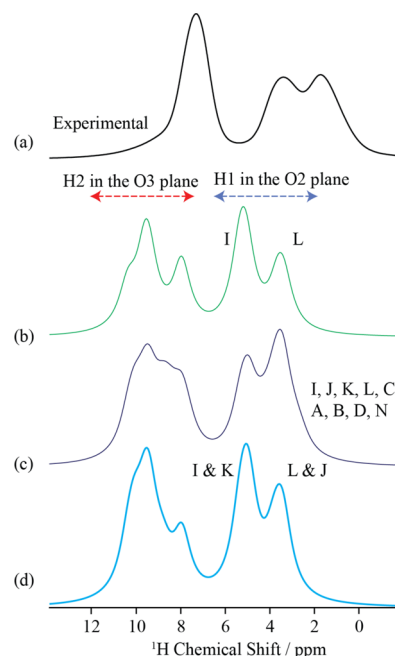 Experimental
(a)
H2 in the O3 plane
H1 in the O2 plane
I
L
(b)
I, J, K, L, C
A, B, D, N
(c)
I & K
L & J
(d)
12 10 8 6 4 2 0
¹H Chemical Shift / ppm